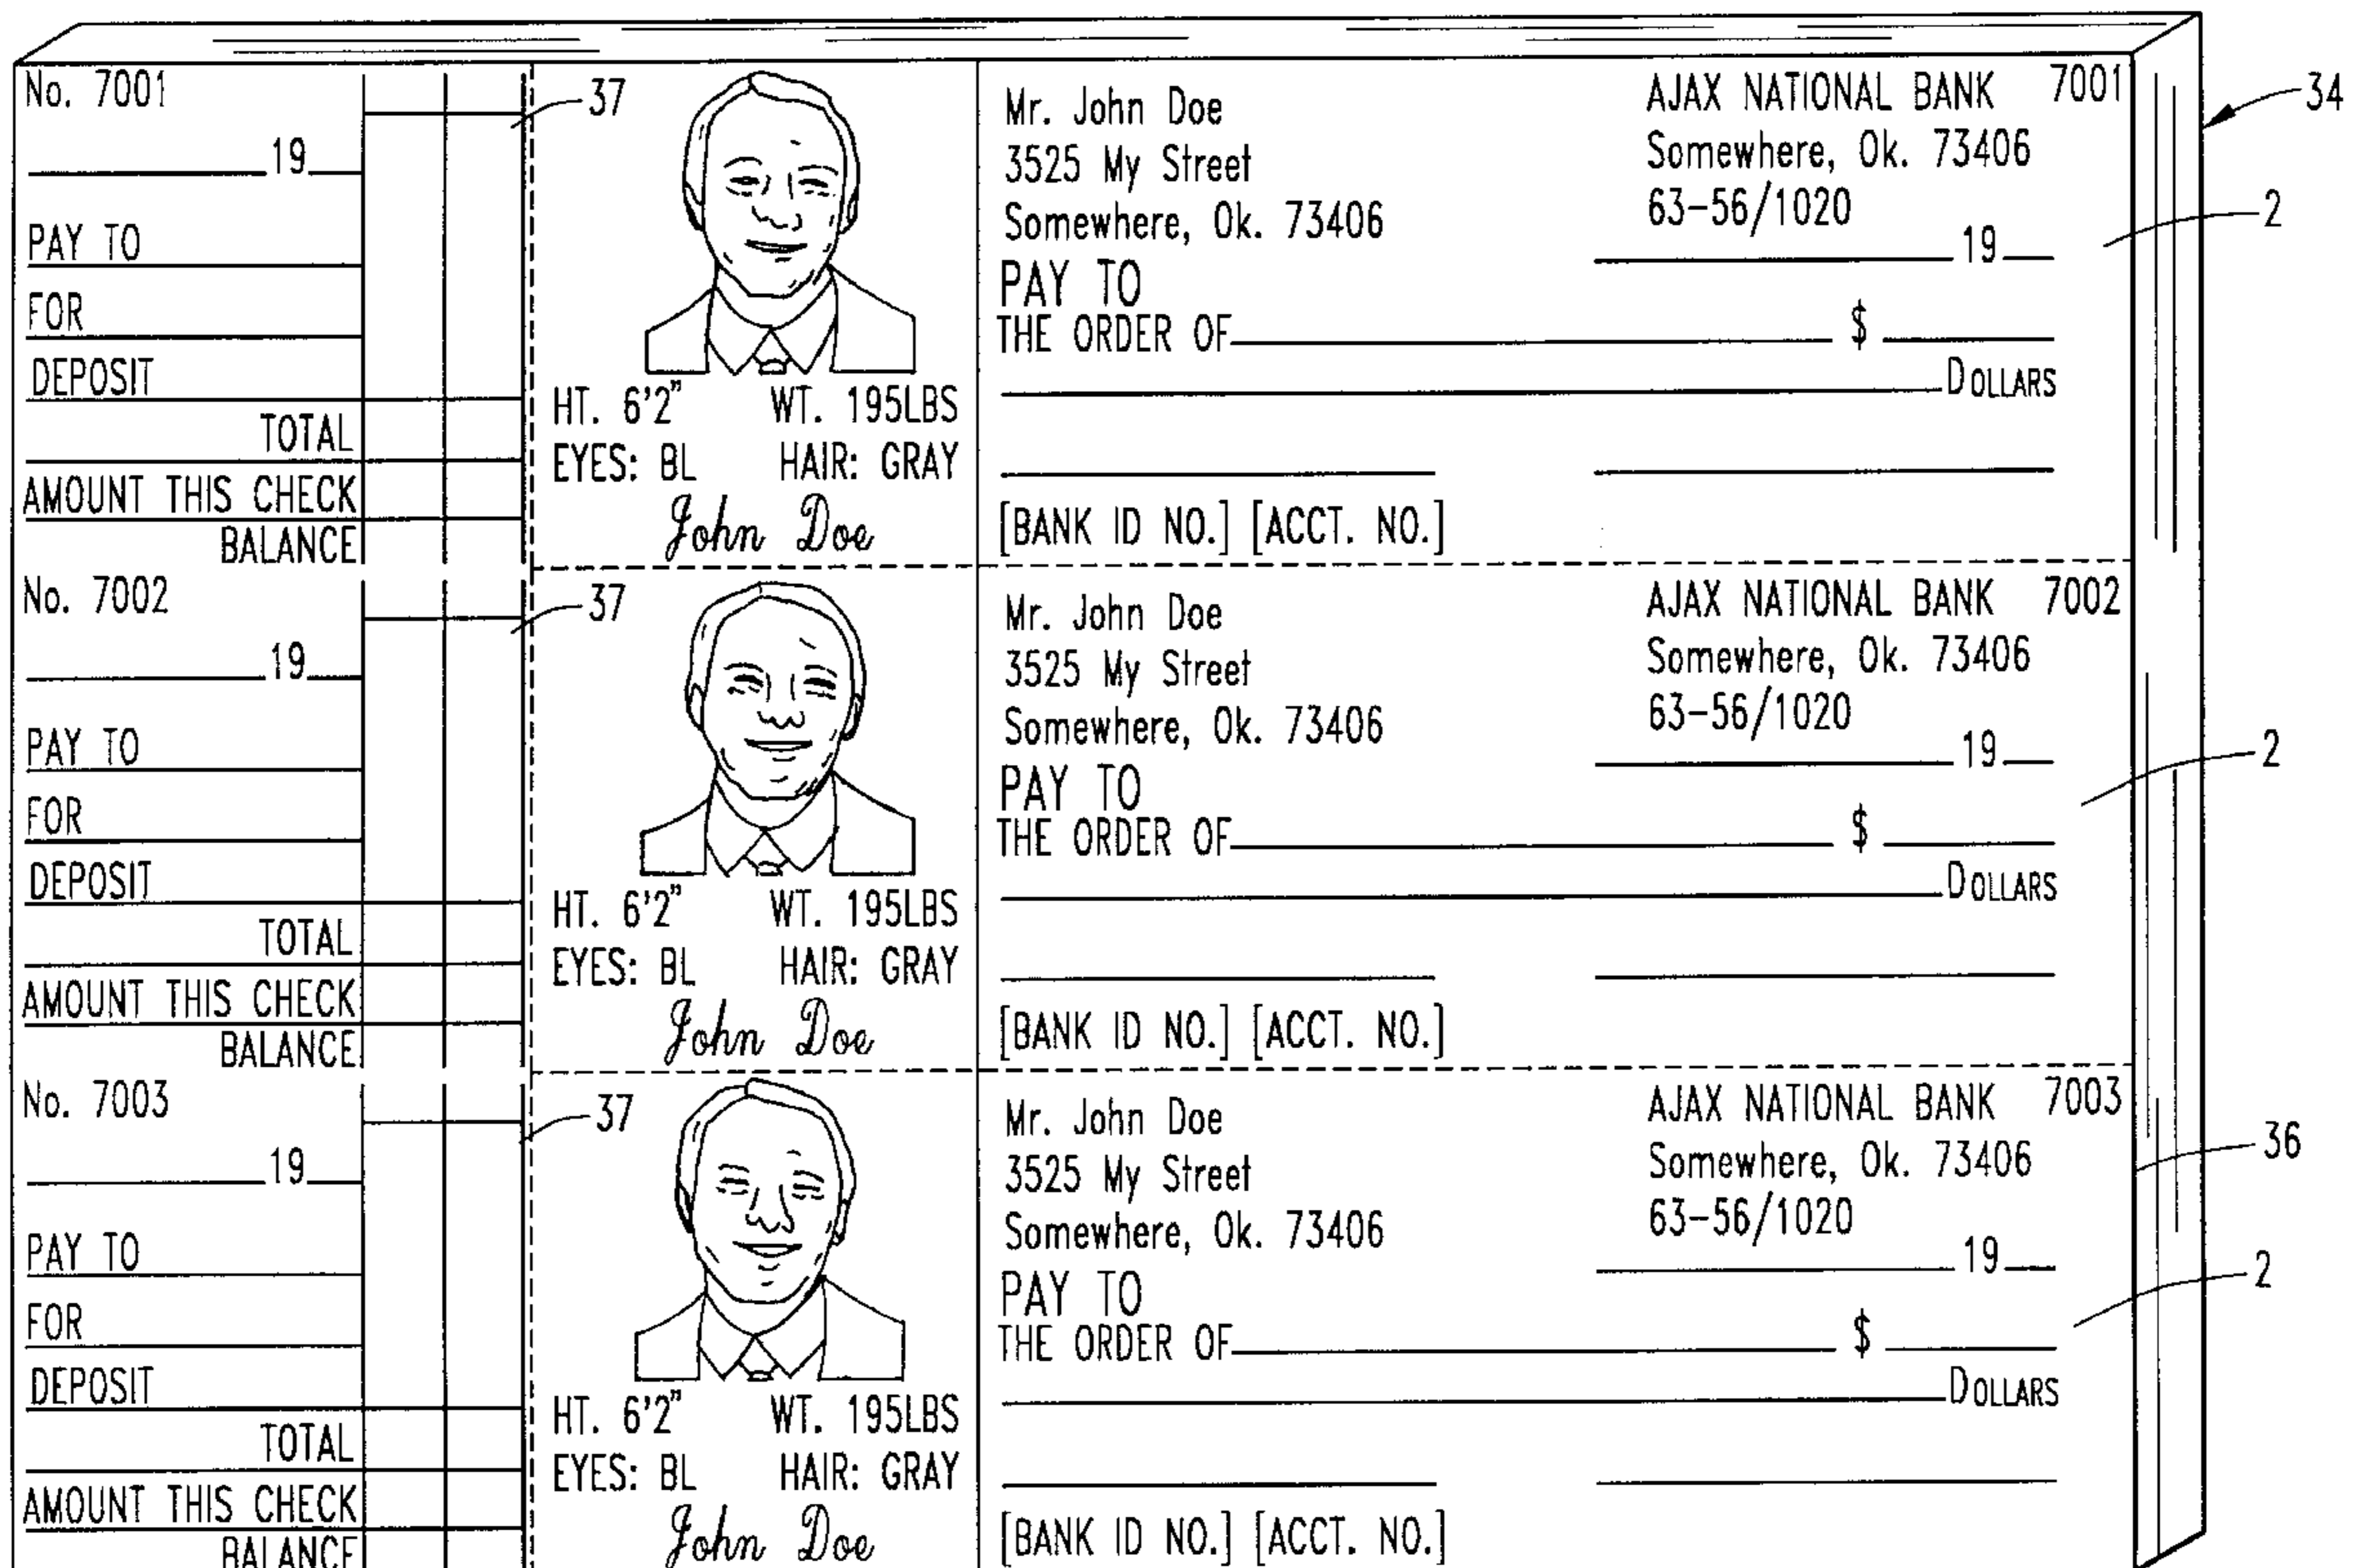 No. 7001
19
PAY TO
FOR
DEPOSIT
TOTAL
AMOUNT THIS CHECK
BALANCE
37
HT. 6'2" WT. 195LBS
EYES: BL HAIR: GRAY
John Doe
Mr. John Doe
3525 My Street
Somewhere, Ok. 73406
AJAX NATIONAL BANK 7001
Somewhere, Ok. 73406
63-56/1020
19
PAY TO
THE ORDER OF $
DOLLARS
[BANK ID NO.] [ACCT. NO.]
34
2
No. 7002
19
PAY TO
FOR
DEPOSIT
TOTAL
AMOUNT THIS CHECK
BALANCE
37
HT. 6'2" WT. 195LBS
EYES: BL HAIR: GRAY
John Doe
Mr. John Doe
3525 My Street
Somewhere, Ok. 73406
AJAX NATIONAL BANK 7002
Somewhere, Ok. 73406
63-56/1020
19
PAY TO
THE ORDER OF $
DOLLARS
[BANK ID NO.] [ACCT. NO.]
2
No. 7003
19
PAY TO
FOR
DEPOSIT
TOTAL
AMOUNT THIS CHECK
BALANCE
37
HT. 6'2" WT. 195LBS
EYES: BL HAIR: GRAY
John Doe
Mr. John Doe
3525 My Street
Somewhere, Ok. 73406
AJAX NATIONAL BANK 7003
Somewhere, Ok. 73406
63-56/1020
19
PAY TO
THE ORDER OF $
DOLLARS
[BANK ID NO.] [ACCT. NO.]
36
2